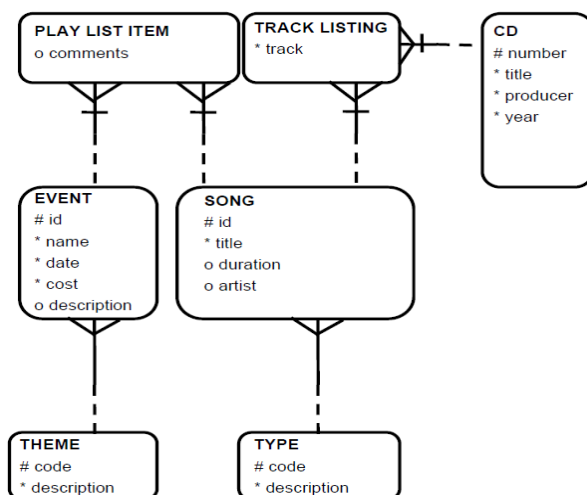 PLAY LIST ITEM
o comments
TRACK LISTING
* track
CD
# number
* title
* producer
* year
EVENT
# id
* name
* date
* cost
o description
SONG
# id
* title
o duration
o artist
THEME
# code
* description
TYPE
# code
* description